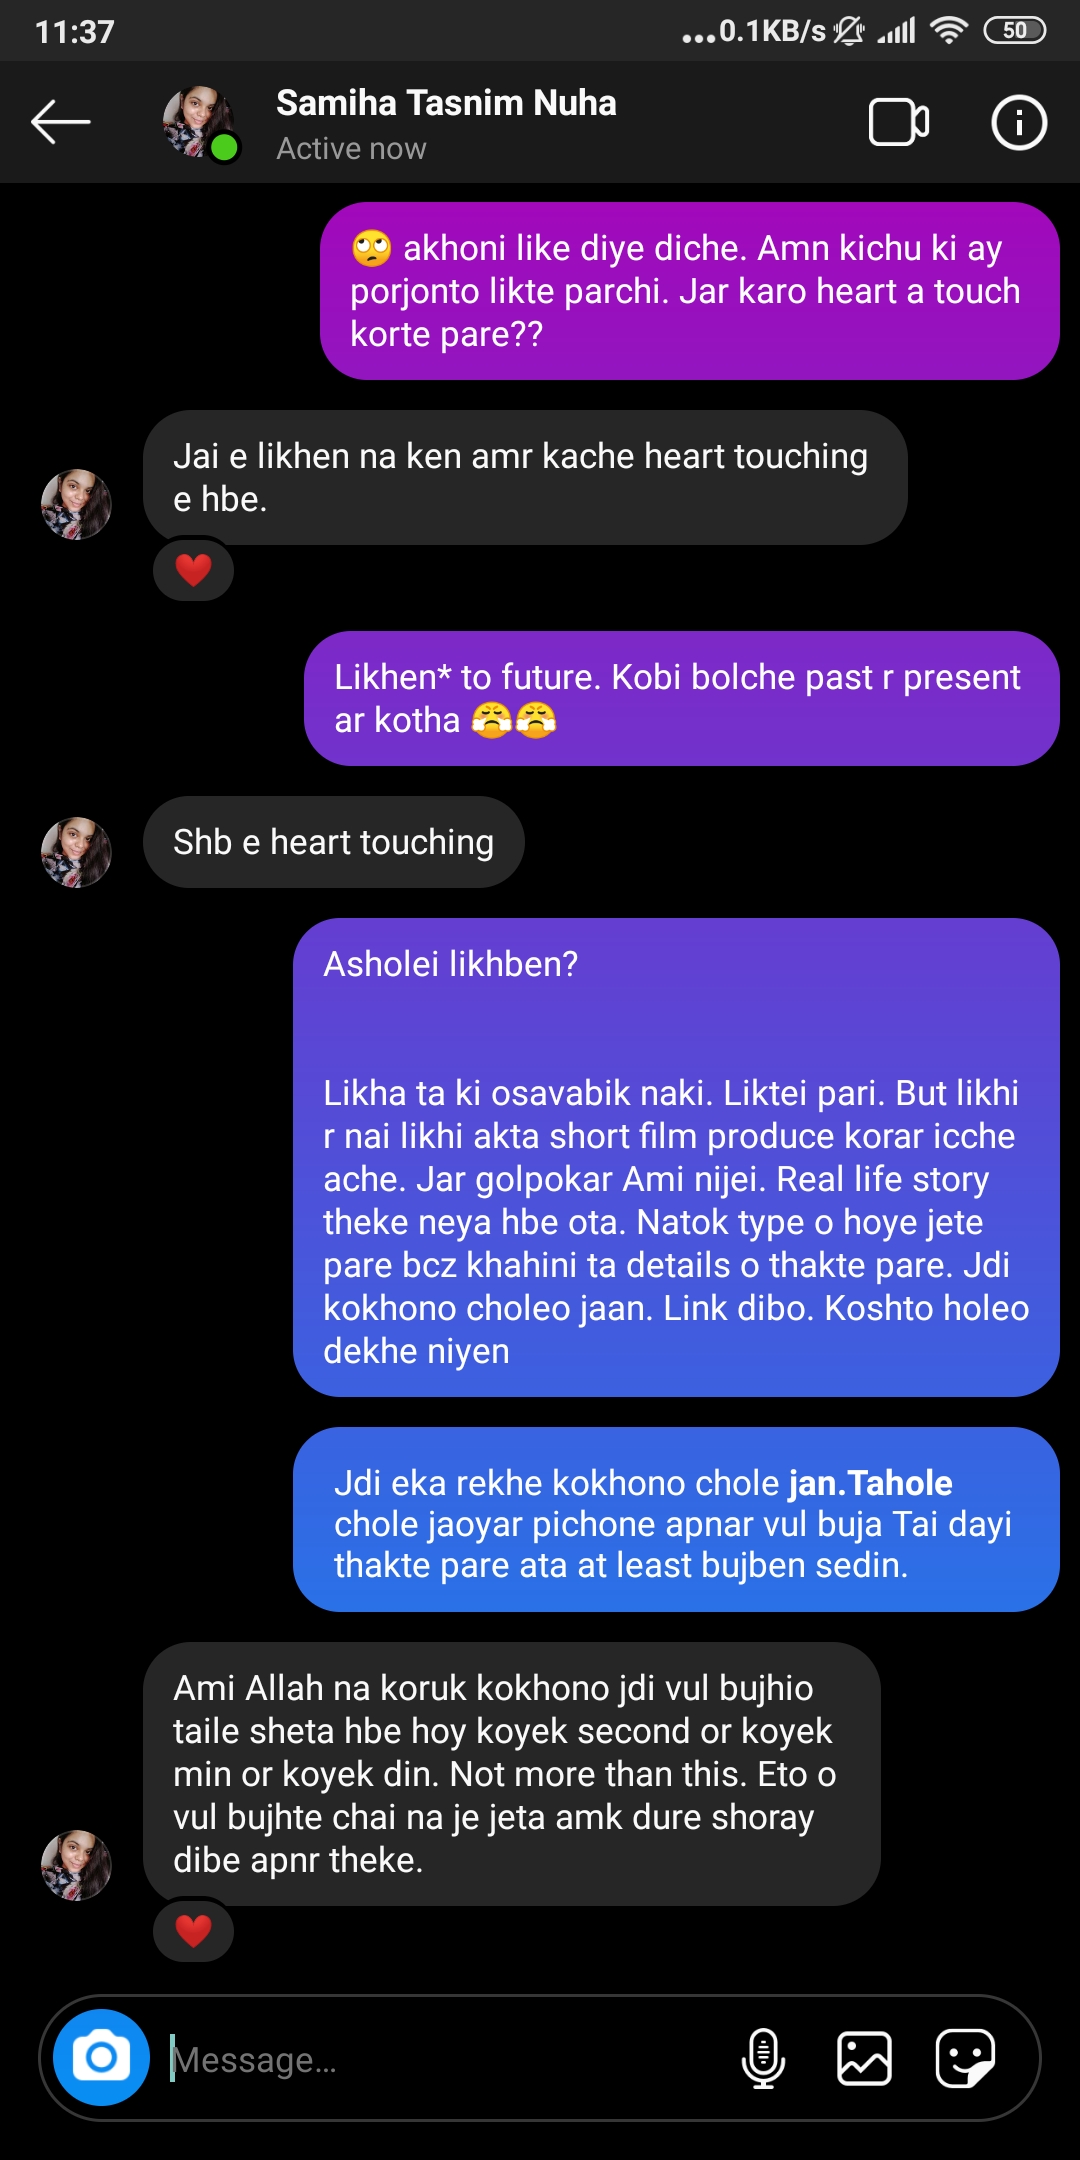 11:37
...0.1KB/s
50
Samiha Tasnim Nuha
Active now
🙄 akhoni like diye diche. Amn kichu ki ay
porjonto likte parchi. Jar karo heart a touch
korte pare??
Jai e likhen na ken amr kache heart touching
e hbe.
❤️
Likhen* to future. Kobi bolche past r present
ar kotha 😤😤
Shb e heart touching
Asholei likhben?
Likha ta ki osavabik naki. Liktei pari. But likhi
r nai likhi akta short film produce korar icche
ache. Jar golpokar Ami nijei. Real life story
theke neya hbe ota. Natok type o hoye jete
pare bcz khahini ta details o thakte pare. Jdi
kokhono choleo jaan. Link dibo. Koshto holeo
dekhe niyen
Jdi eka rekhe kokhono chole jan.Tahole
chole jaoyar pichone apnar vul buja Tai dayi
thakte pare ata at least bujben sedin.
Ami Allah na koruk kokhono jdi vul bujhio
taile sheta hbe hoy koyek second or koyek
min or koyek din. Not more than this. Eto o
vul bujhte chai na je jeta amk dure shoray
dibe apnr theke.
❤️
Message...